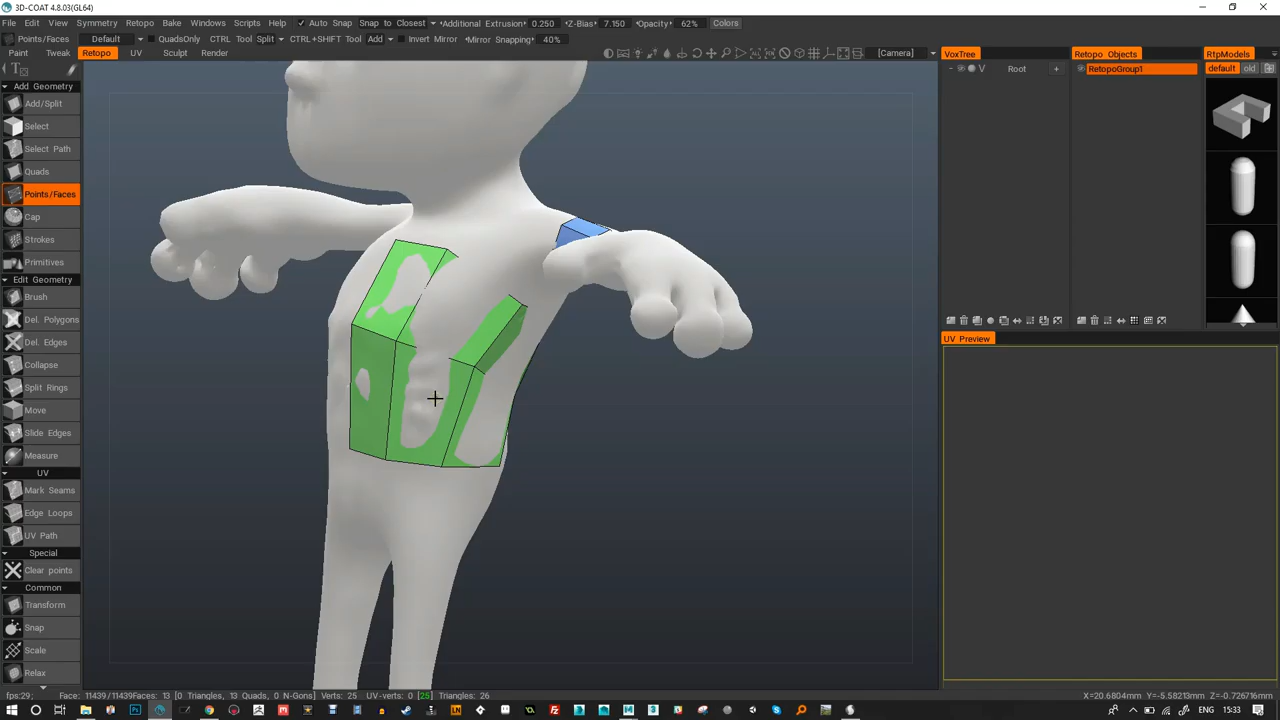 3D-COAT 4.8.03(GL64)
File Edit View Symmetry Retopo Bake Windows Scripts Help Auto Snap Snap to Closest Additional Extrusion 0.250 Z-Bias 7.150 Opacity 62% Colors
Points/Faces Default QuadsOnly CTRL Tool Split CTRL+SHIFT Tool Add Invert Mirror Mirror Snapping 40%
Paint Tweak Retopo UV Sculpt Render [Camera] VoxTree Retopo Objects RtpModels
V Root + RetopoGroup1 default old
Add Geometry
Add/Split
Select
Select Path
Quads
Points/Faces
Cap
Strokes
Primitives
Edit Geometry
Brush
Del. Polygons
Del. Edges
UV Preview
Collapse
Split Rings
Move
Slide Edges
Measure
UV
Mark Seams
Edge Loops
UV Path
Special
Clear points
Common
Transform
Snap
Scale
Relax
fps:29; Face: 11439/11439Faces: 13 [0 Triangles, 13 Quads, 0 N-Gons] Verts: 25 UV-verts: 0 [25] Triangles: 26 X=20.6804mm Y=-5.58213mm Z=-0.726716mm
ENG 15:33